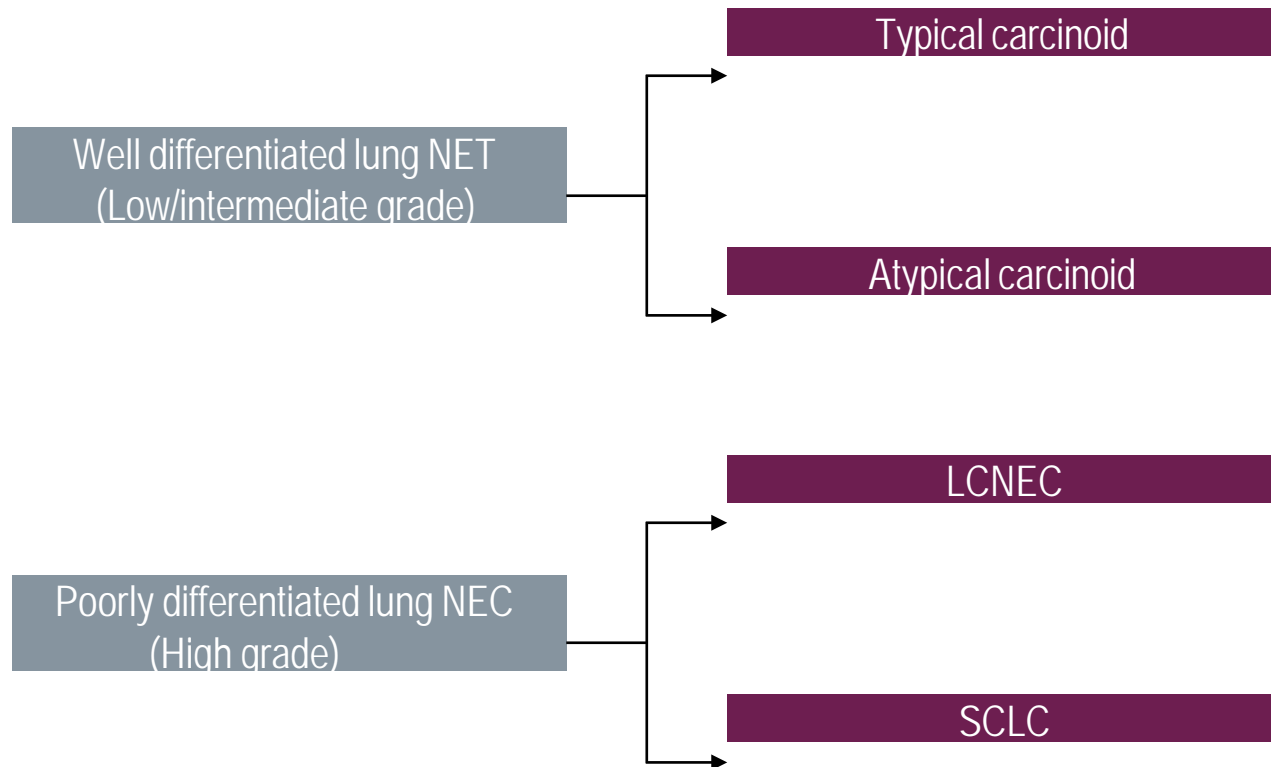 Typical carcinoid
Well differentiated lung NET
(Low/intermediate grade)
Atypical carcinoid
LCNEC
Poorly differentiated lung NEC
(High grade)
SCLC